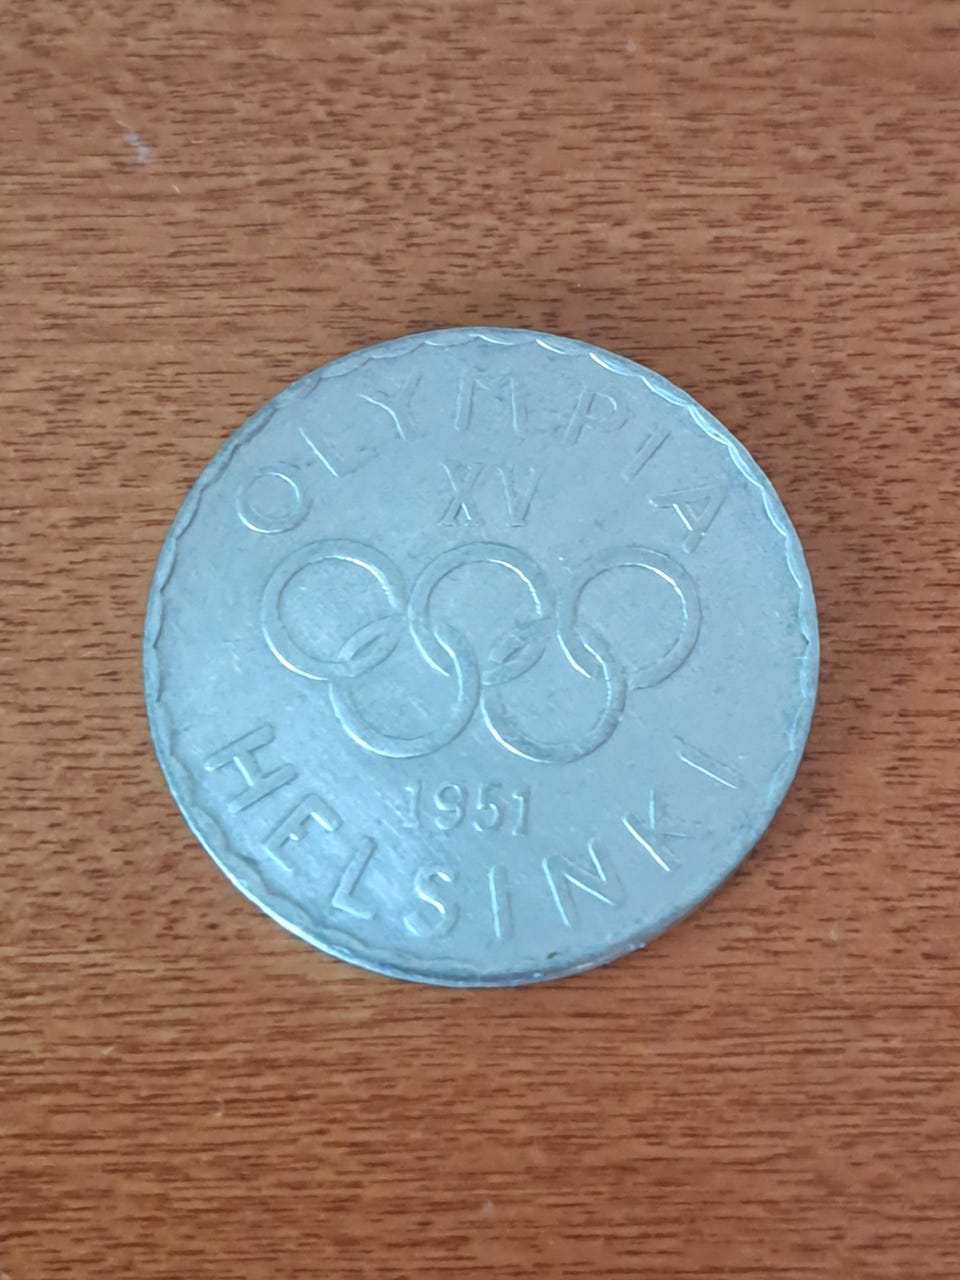 OLYMPIA
XV
1951
HELSINKI